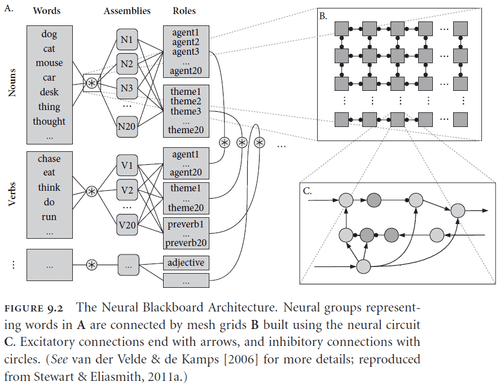 A.
Words
Assemblies
Roles
B.
Nouns
dog
cat
mouse
car
desk
thing
thought
...
N1
N2
N3
...
N20
agent1
agent2
agent3
...
agent20
theme1
theme2
theme3
...
theme20
...
Verbs
chase
eat
think
do
run
...
V1
V2
...
V20
agent1
...
agent20
theme1
...
theme20
preverb1
...
preverb20
...
...
...
adjective
...
C.
FIGURE 9.2 The Neural Blackboard Architecture. Neural groups represent-
ing words in A are connected by mesh grids B built using the neural circuit
C. Excitatory connections end with arrows, and inhibitory connections with
circles. (See van der Velde & de Kamps [2006] for more details; reproduced
from Stewart & Eliasmith, 2011a.)